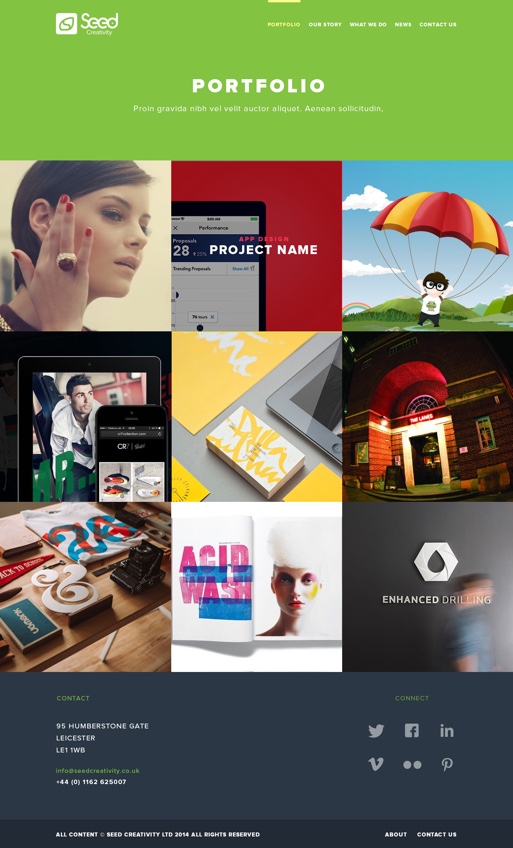 Seed
Creativity
PORTFOLIO OUR STORY WHAT WE DO NEWS CONTACT US
PORTFOLIO
Proin gravida nibh vel velit auctor aliquet. Aenean sollicitudin,
Performance
Proposals
28
Trending Proposals
Show All
APP DESIGN
PROJECT NAME
CR7
THE LANES
BACK TO SCHOOL
&
ACID
WASH
ENHANCED DRILLING
CONTACT
CONNECT
95 HUMBERSTONE GATE
LEICESTER
LE1 1WB
info@seedcreativity.co.uk
+44 (0) 1162 625007
ALL CONTENT © SEED CREATIVITY LTD 2014 ALL RIGHTS RESERVED
ABOUT CONTACT US